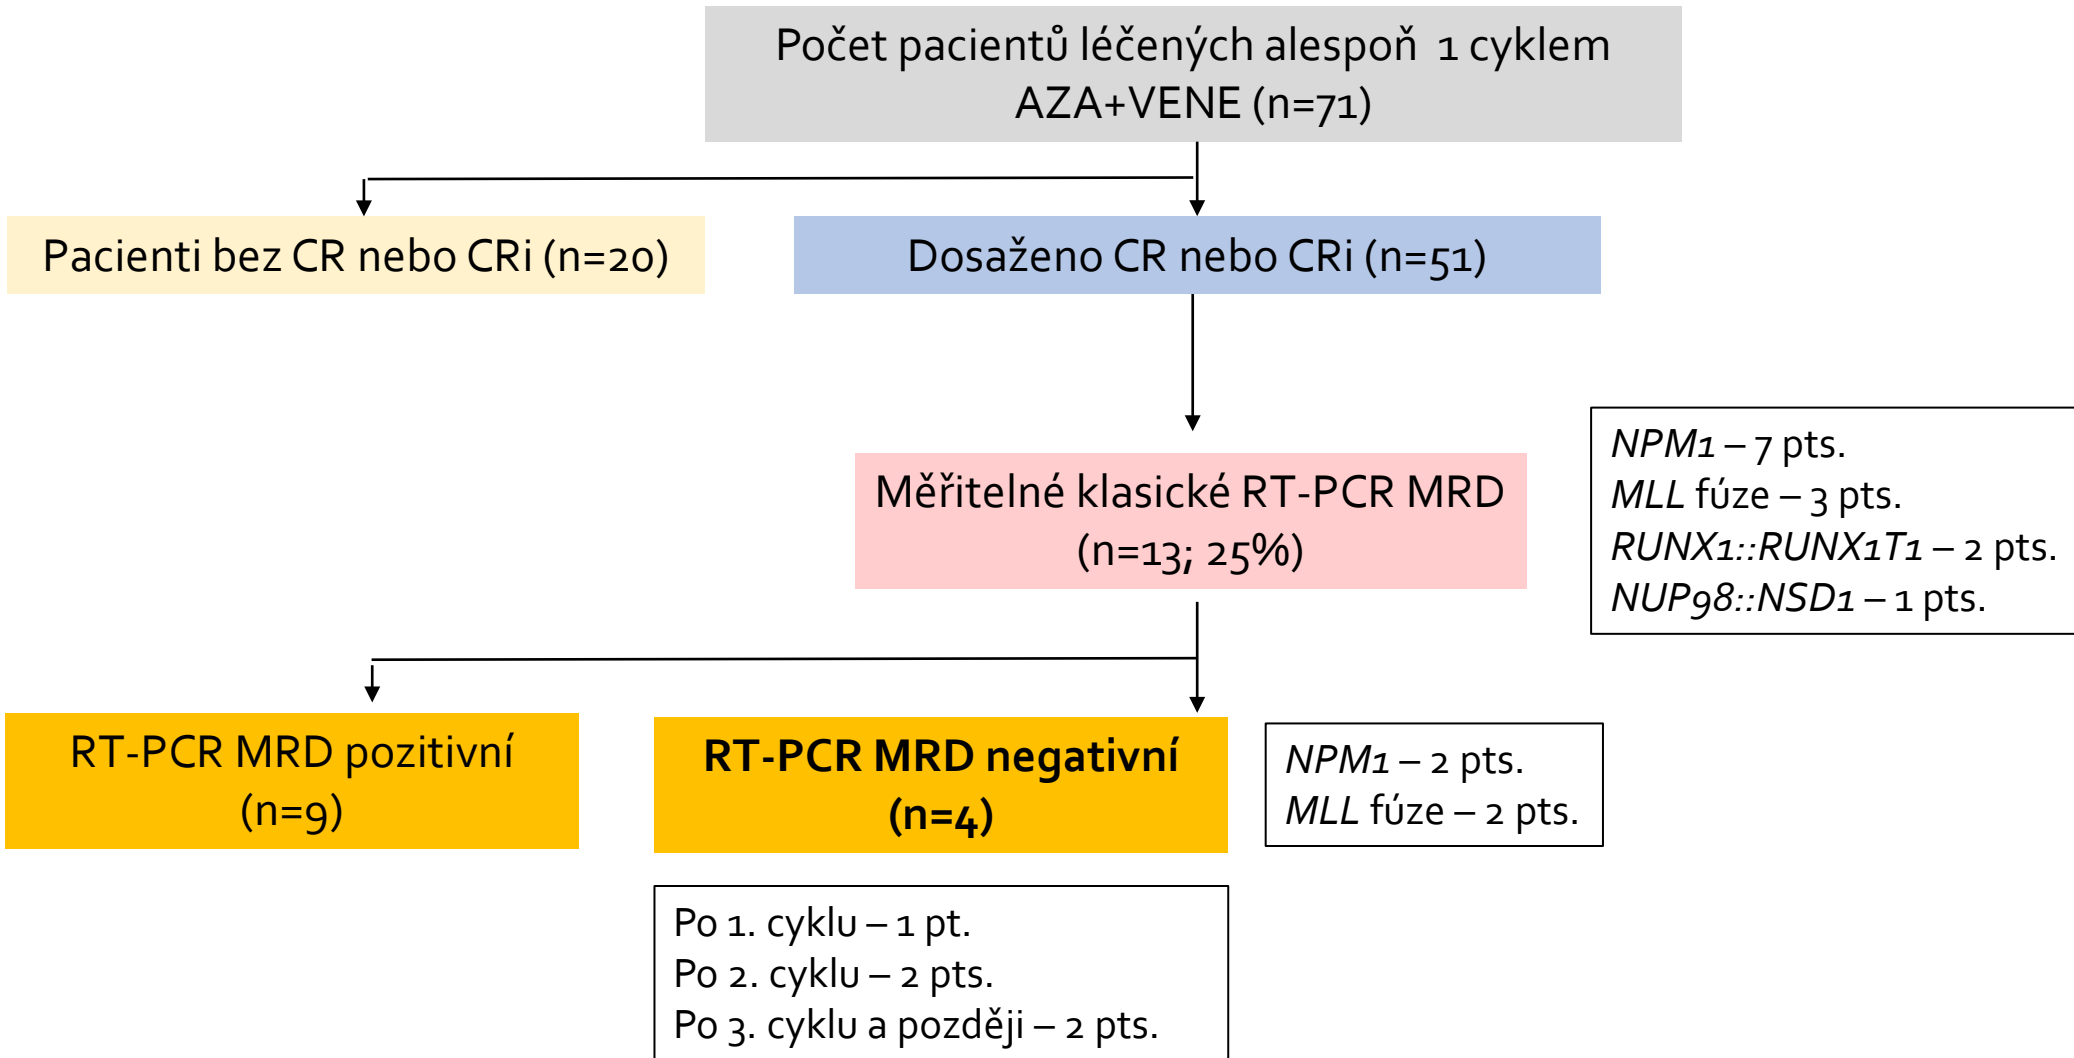 Počet pacientů léčených alespoň 1 cyklem
AZA+VENE (n=71)
Pacienti bez CR nebo CRi (n=20)
Dosaženo CR nebo CRi (n=51)
Měřitelné klasické RT-PCR MRD
(n=13; 25%)
NPM1 – 7 pts.
MLL fúze – 3 pts.
RUNX1::RUNX1T1 – 2 pts.
NUP98::NSD1 – 1 pts.
RT-PCR MRD pozitivní
(n=9)
RT-PCR MRD negativní
(n=4)
NPM1 – 2 pts.
MLL fúze – 2 pts.
Po 1. cyklu – 1 pt.
Po 2. cyklu – 2 pts.
Po 3. cyklu a později – 2 pts.